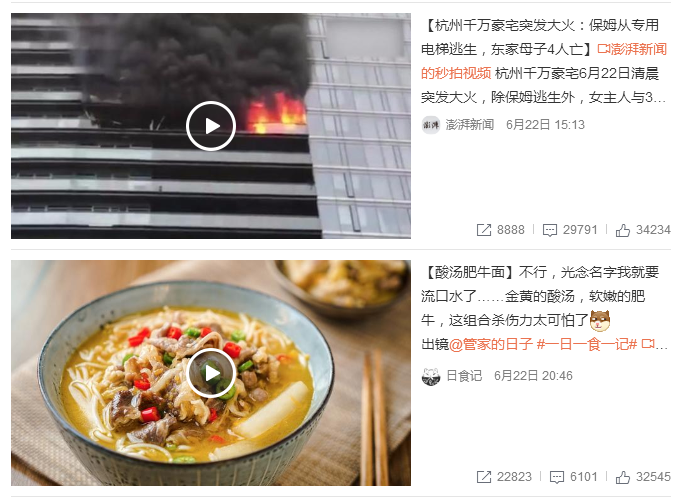 【杭州千万豪宅突发大火：保姆从专用
电梯逃生，东家母子4人亡】澎湃新闻
的秒拍视频 杭州千万豪宅6月22日清晨
突发大火，除保姆逃生外，女主人与3...
澎湃 澎湃新闻 6月22日 15:13
8888 29791 34234
【酸汤肥牛面】不行，光念名字我就要
流口水了……金黄的酸汤，软嫩的肥
牛，这组合杀伤力太可怕了
出镜@管家的日子 #一日一食一记# ...
日食记 6月22日 20:46
22823 6101 32545